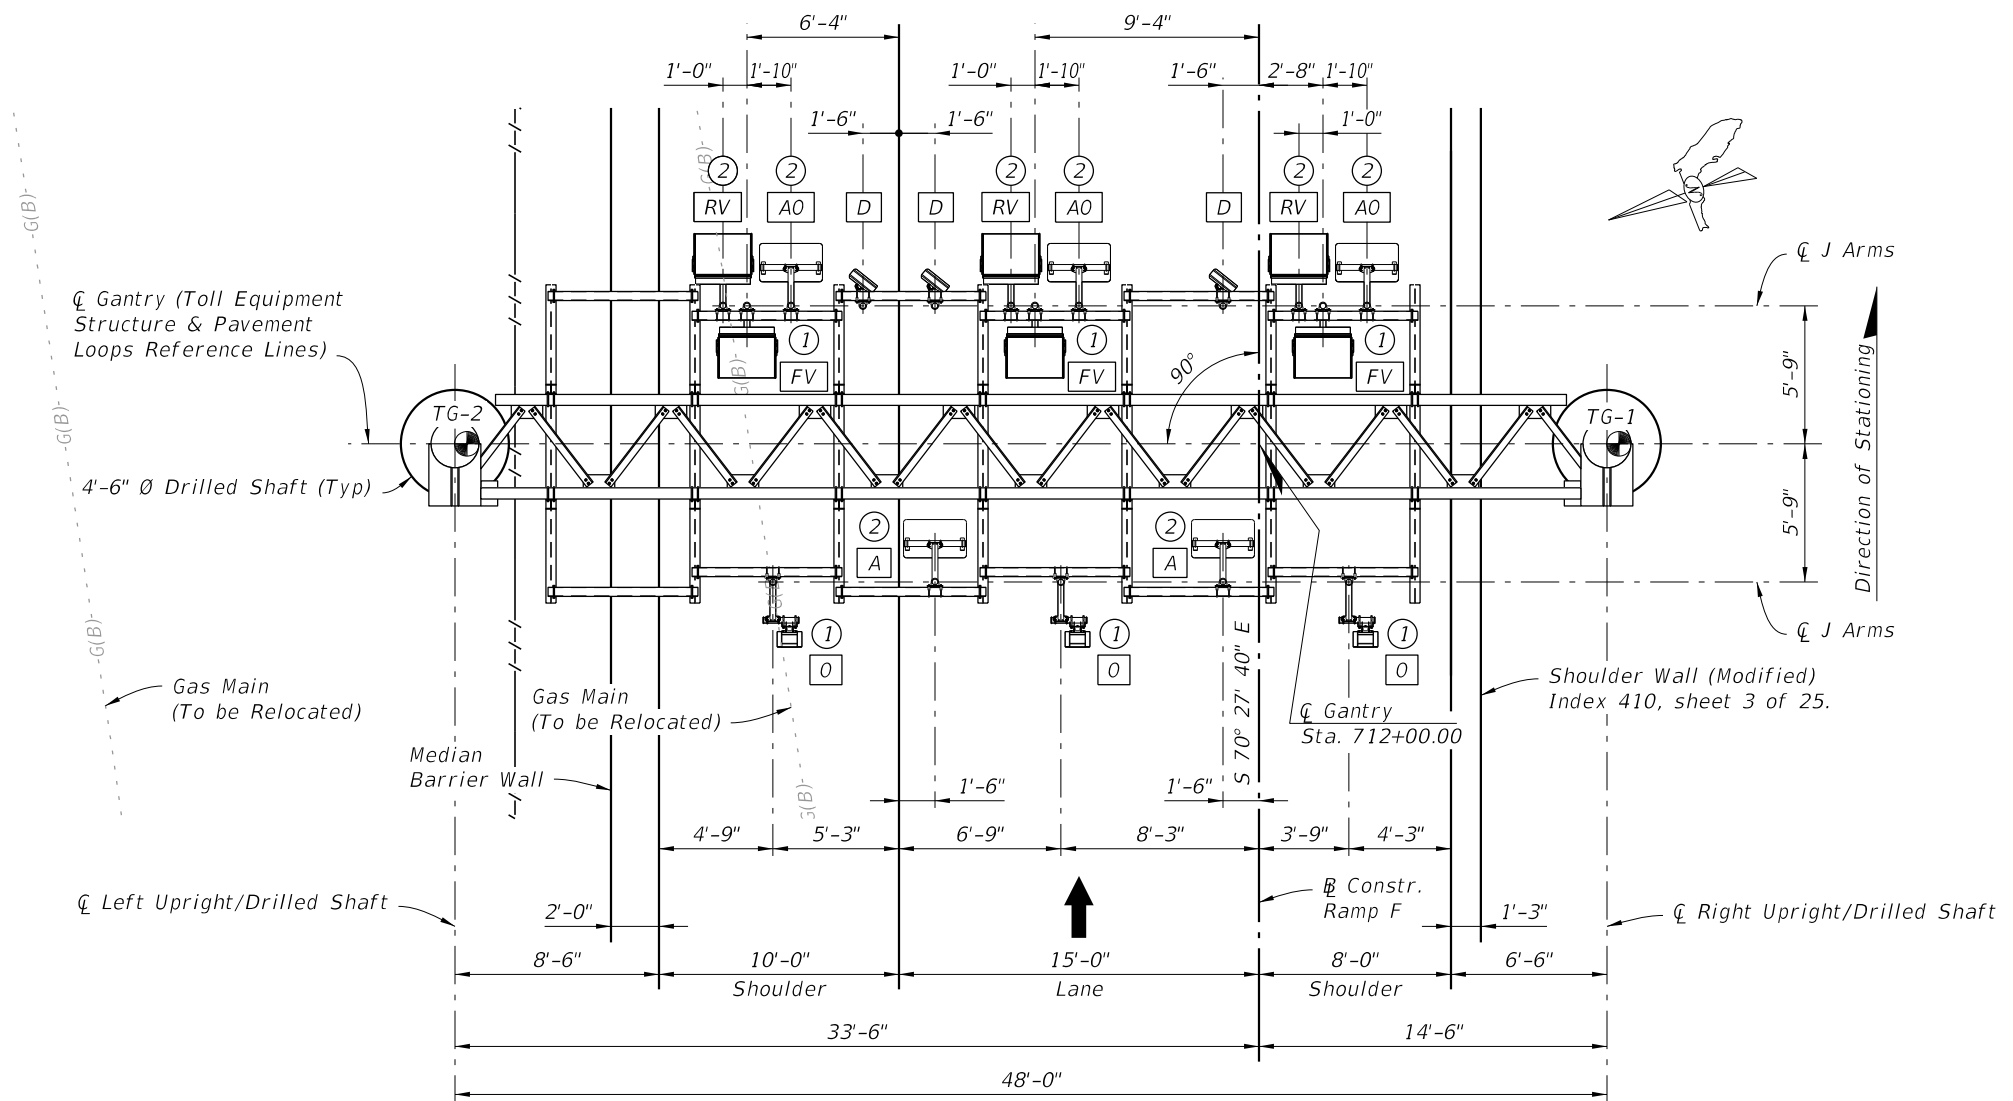 6'-4" 9'-4"
1'-0" 1'-10" 1'-0" 1'-10" 1'-6" 2'-8" 1'-10"
1'-6" 1'-6" 1'-0"
G(B)
2 2 2 2 2 2
RV AO D D RV AO D RV AO
N
G(B)
℄ J Arms
℄ Gantry (Toll Equipment
Structure & Pavement
Loops Reference Lines)
1 1 1
FV FV FV
G(B)
90°
5'-9"
Direction of Stationing
G(B)
TG-2 TG-1
4'-6" Ø Drilled Shaft (Typ)
5'-9"
2 2
A A
G(B)
1 1 1
O O O
G(B)
℄ J Arms
S 70° 27' 40" E
Gas Main
(To be Relocated)
Gas Main
(To be Relocated)
Shoulder Wall (Modified)
Index 410, sheet 3 of 25.
℄ Gantry
Sta. 712+00.00
Median
Barrier Wall
G(B)
1'-6" 1'-6"
4'-9" 5'-3" 6'-9" 8'-3" 3'-9" 4'-3"
℄ Left Upright/Drilled Shaft
BL Constr.
Ramp F
℄ Right Upright/Drilled Shaft
2'-0" 1'-3"
8'-6" 10'-0" 15'-0" 8'-0" 6'-6"
Shoulder Lane Shoulder
33'-6" 14'-6"
48'-0"